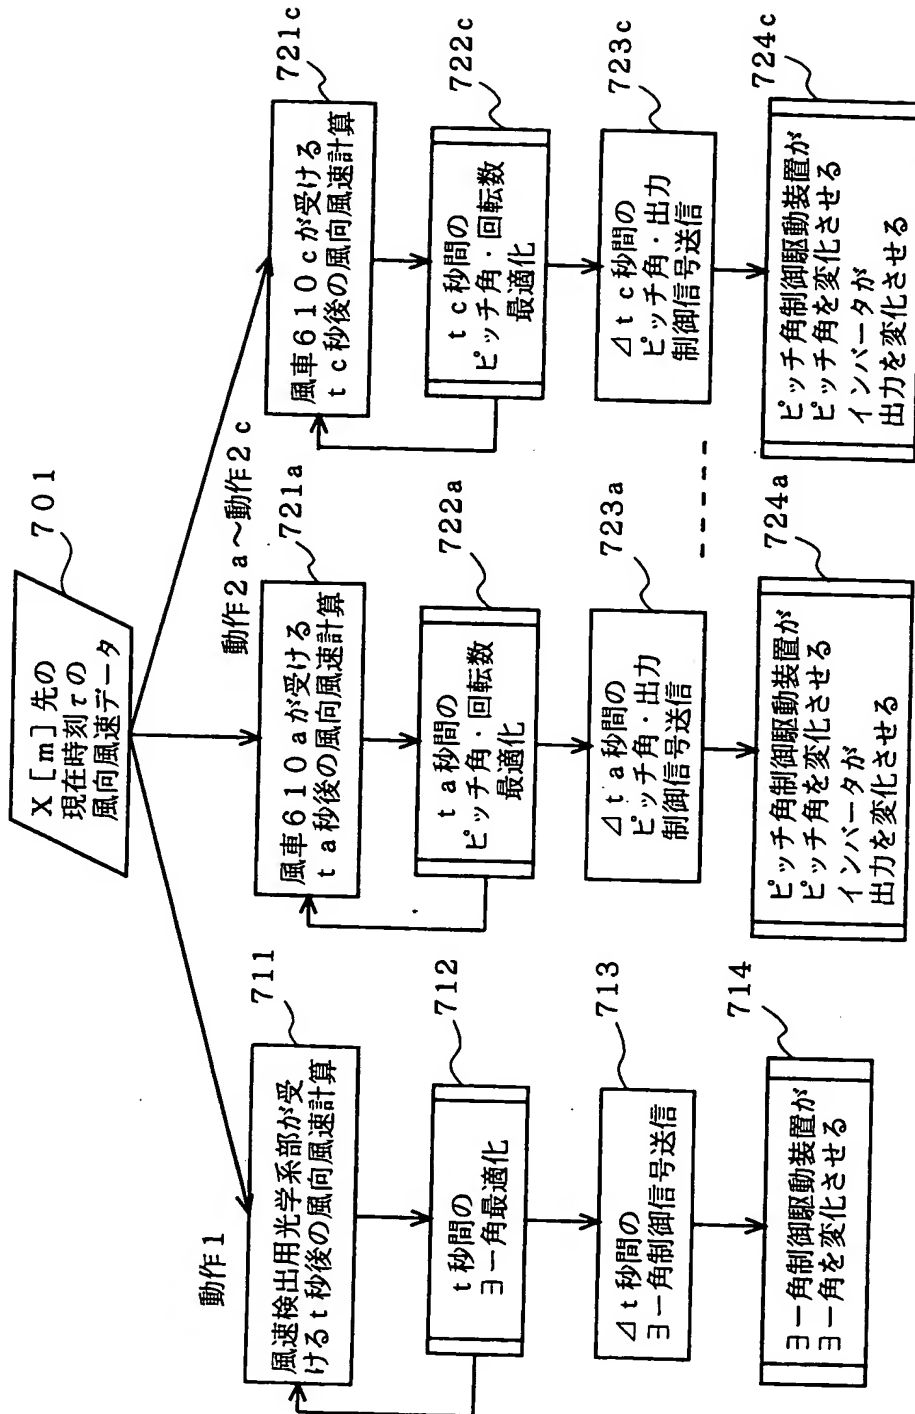 X[m]先の
現在時刻τの
風向風速データ
701
動作1
風速検出用光学系部が受
けるt秒後の風向風速計算
711
t秒間の
ヨー角最適化
712
Δt秒間の
ヨー角制御信号送信
713
ヨー角制御駆動装置が
ヨー角を変化させる
714
動作2a～動作2c
風車610aが受ける
ta秒後の風向風速計算
721a
ta秒間の
ピッチ角・回転数
最適化
722a
Δta秒間の
ピッチ角・出力
制御信号送信
723a
ピッチ角制御駆動装置が
ピッチ角を変化させる
インバータが
出力を変化させる
724a
風車610cが受ける
tc秒後の風向風速計算
721c
tc秒間の
ピッチ角・回転数
最適化
722c
Δtc秒間の
ピッチ角・出力
制御信号送信
723c
ピッチ角制御駆動装置が
ピッチ角を変化させる
インバータが
出力を変化させる
724c